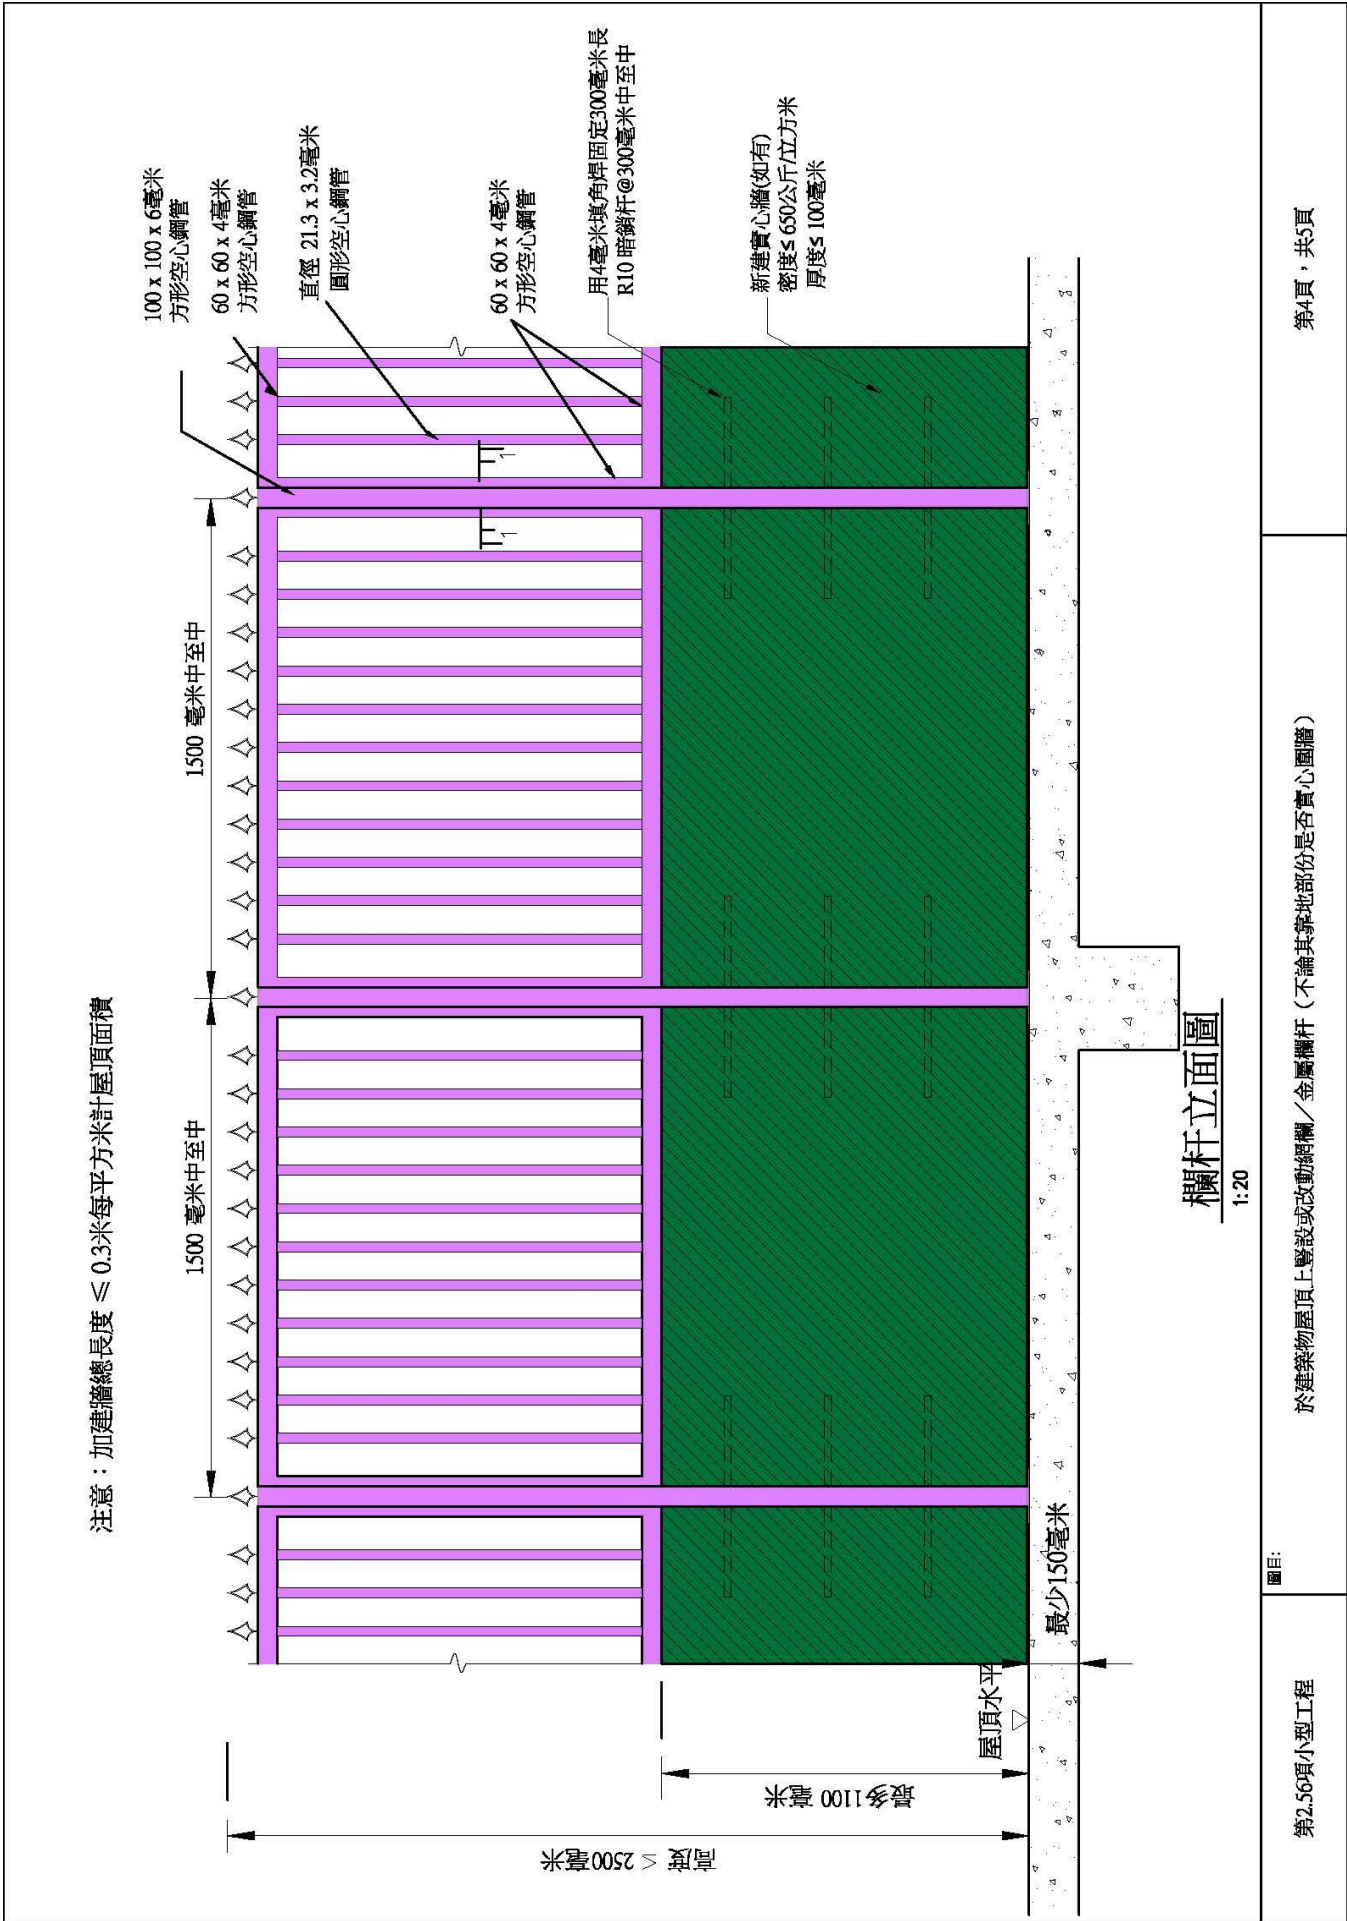 注意：加建牆總長度 ≤ 0.3米每平方米計屋頂面積
1500 毫米中至中
1500 毫米中至中
100 x 100 x 6毫米
方形空心鋼管
60 x 60 x 4毫米
方形空心鋼管
直徑 21.3 x 3.2毫米
圓形空心鋼管
60 x 60 x 4毫米
方形空心鋼管
用4毫米填角焊固定300毫米長
R10 暗銷杆@300毫米中至中
新建實心牆(如有)
密度≤ 650公斤/立方米
厚度≤ 100毫米
1
1
高度 ≤ 2500毫米
最多1100 毫米
屋頂水平
最少150毫米
欄杆立面圖
1:20
第2.56項小型工程
圖目:
於建築物屋頂上豎設或改動網欄／金屬欄杆（不論其靠地部份是否實心圍牆）
第4頁，共5頁